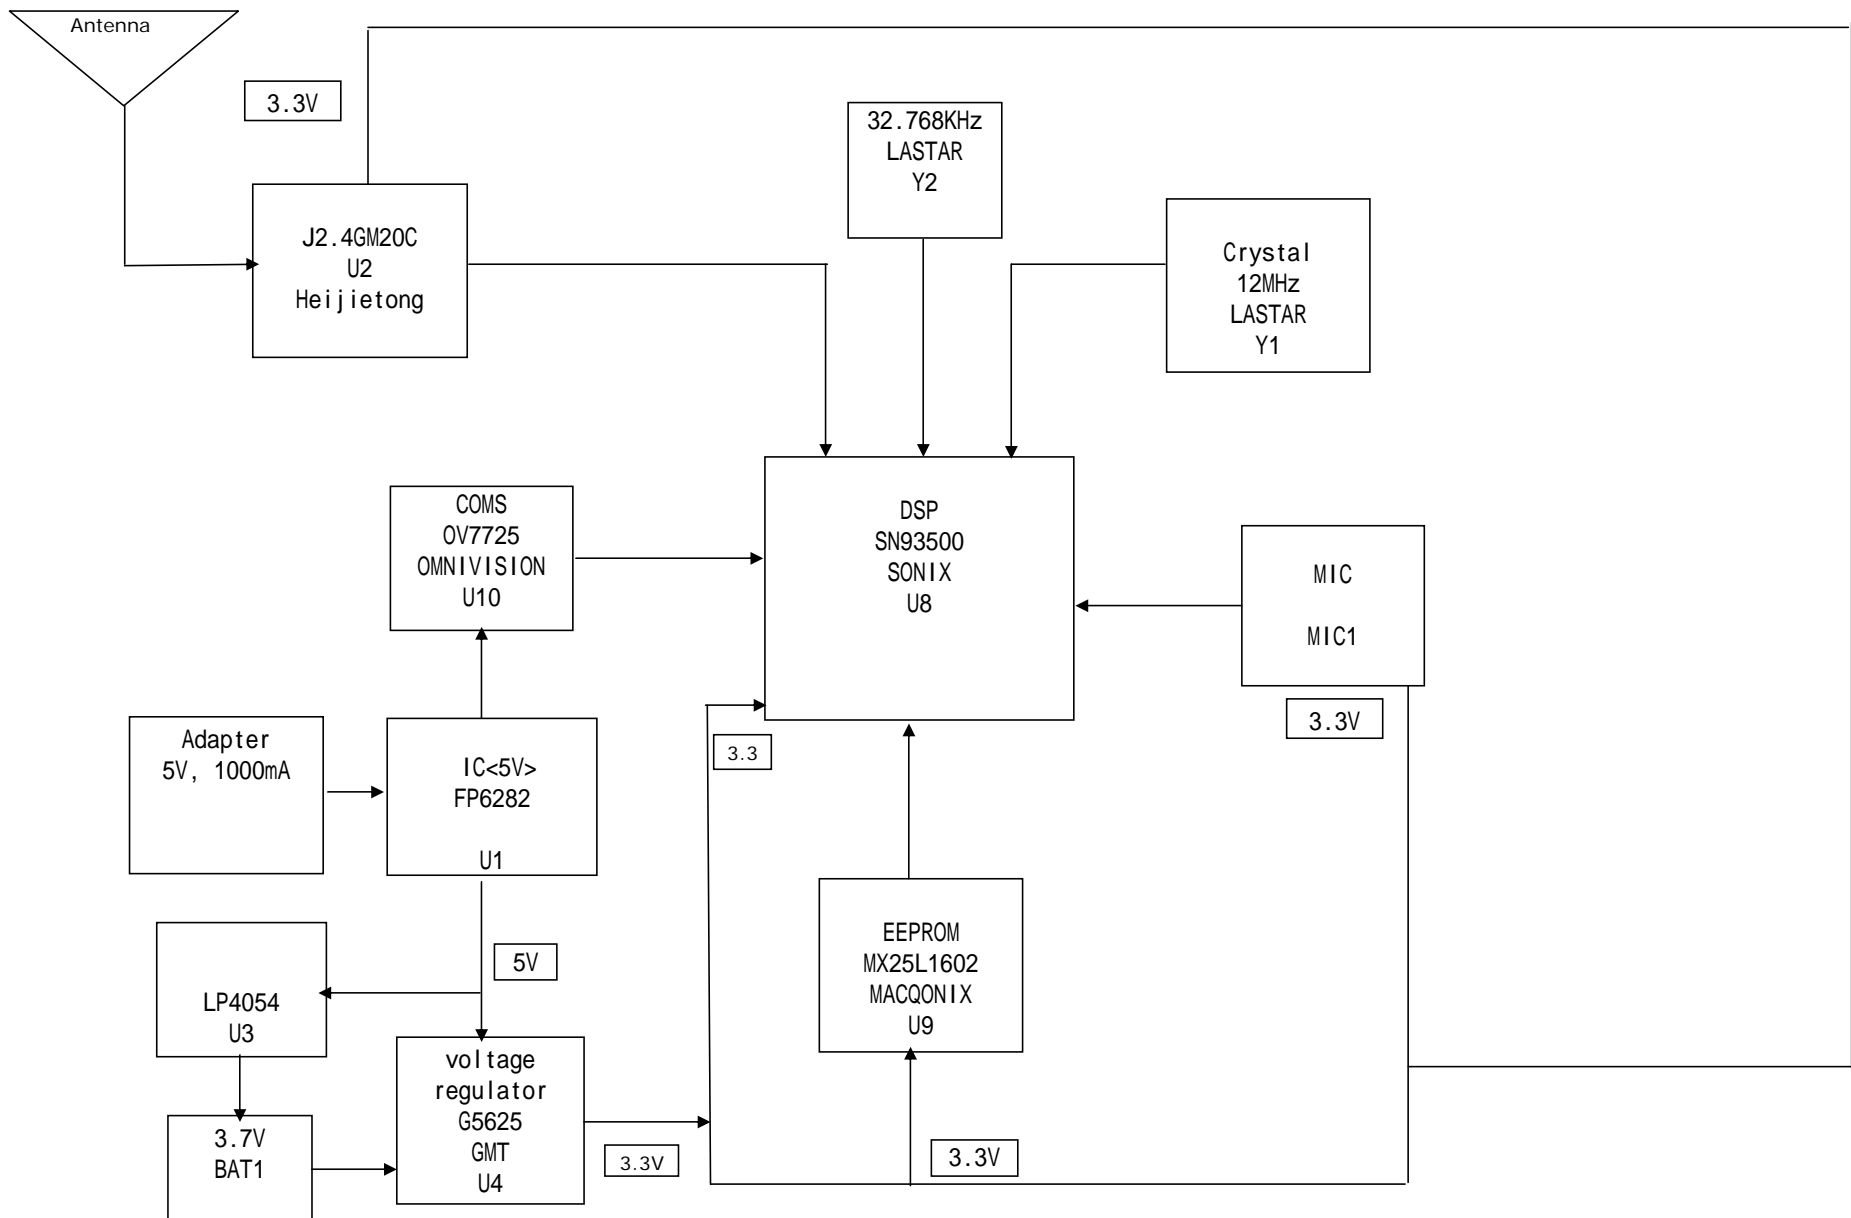 Antenna
3.3V
32.768KHz
LASTAR
Y2
J2.4GM20C
U2
Heijietong
Crystal
12MHz
LASTAR
Y1
COMS
OV7725
OMNIVISION
U10
DSP
SN93500
SONIX
U8
MIC
MIC1
3.3V
Adapter
5V, 1000mA
IC<5V>
FP6282
U1
3.3
EEPROM
MX25L1602
MACQONIX
U9
LP4054
U3
5V
voltage
regulator
G5625
GMT
U4
3.7V
BAT1
3.3V
3.3V